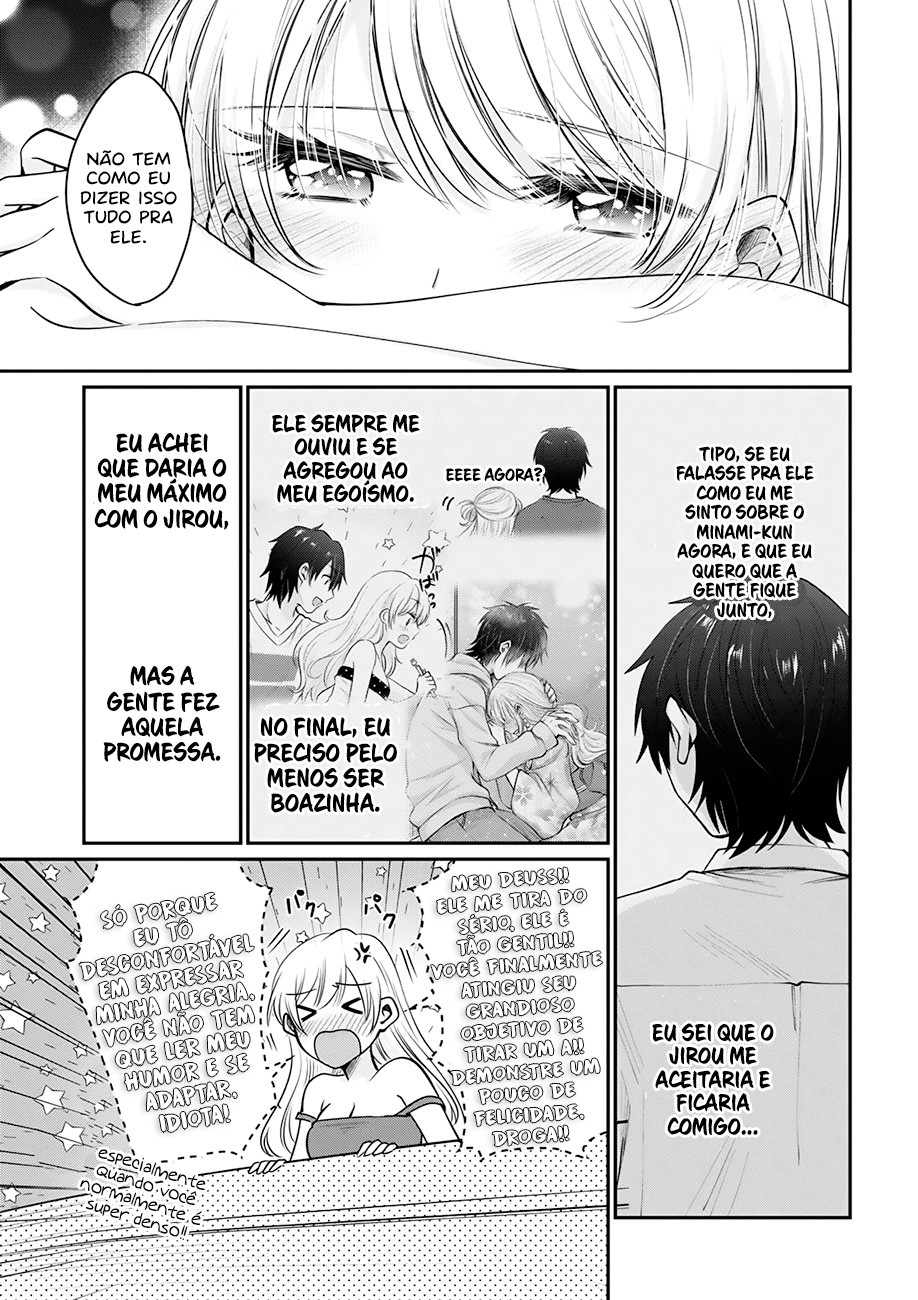 NÃO TEM
COMO EU
DIZER ISSO
TUDO PRA
ELE.
TIPO, SE EU
FALASSE PRA ELE
COMO EU ME
SINTO SOBRE O
MINAMI-KUN
AGORA, E QUE EU
QUERO QUE A
GENTE FIQUE
JUNTO,
EU SEI QUE O
JIROU ME
ACEITARIA E
FICARIA
COMIGO...
ELE SEMPRE ME
OUVIU E SE
AGREGOU AO
MEU EGOÍSMO.
EEEE AGORA?
NO FINAL, EU
PRECISO PELO
MENOS SER
BOAZINHA.
EU ACHEI
QUE DARIA O
MEU MÁXIMO
COM O JIROU,
MAS A
GENTE FEZ
AQUELA
PROMESSA.
MEU DEUSS!!
ELE ME TIRA DO
SÉRIO, ELE É
TÃO GENTIL!!
VOCÊ FINALMENTE
ATINGIU SEU
GRANDIOSO
OBJETIVO DE
TIRAR UM A!!
DEMONSTRE UM
POUCO DE
FELICIDADE,
DROGA!!
パク
パク
SÓ PORQUE
EU TÔ
DESCONFORTÁVEL
EM EXPRESSAR
MINHA ALEGRIA,
VOCÊ NÃO TEM
QUE LER MEU
HUMOR E SE
ADAPTAR,
IDIOTA!
especialmente
quando você
normalmente é
super denso!!